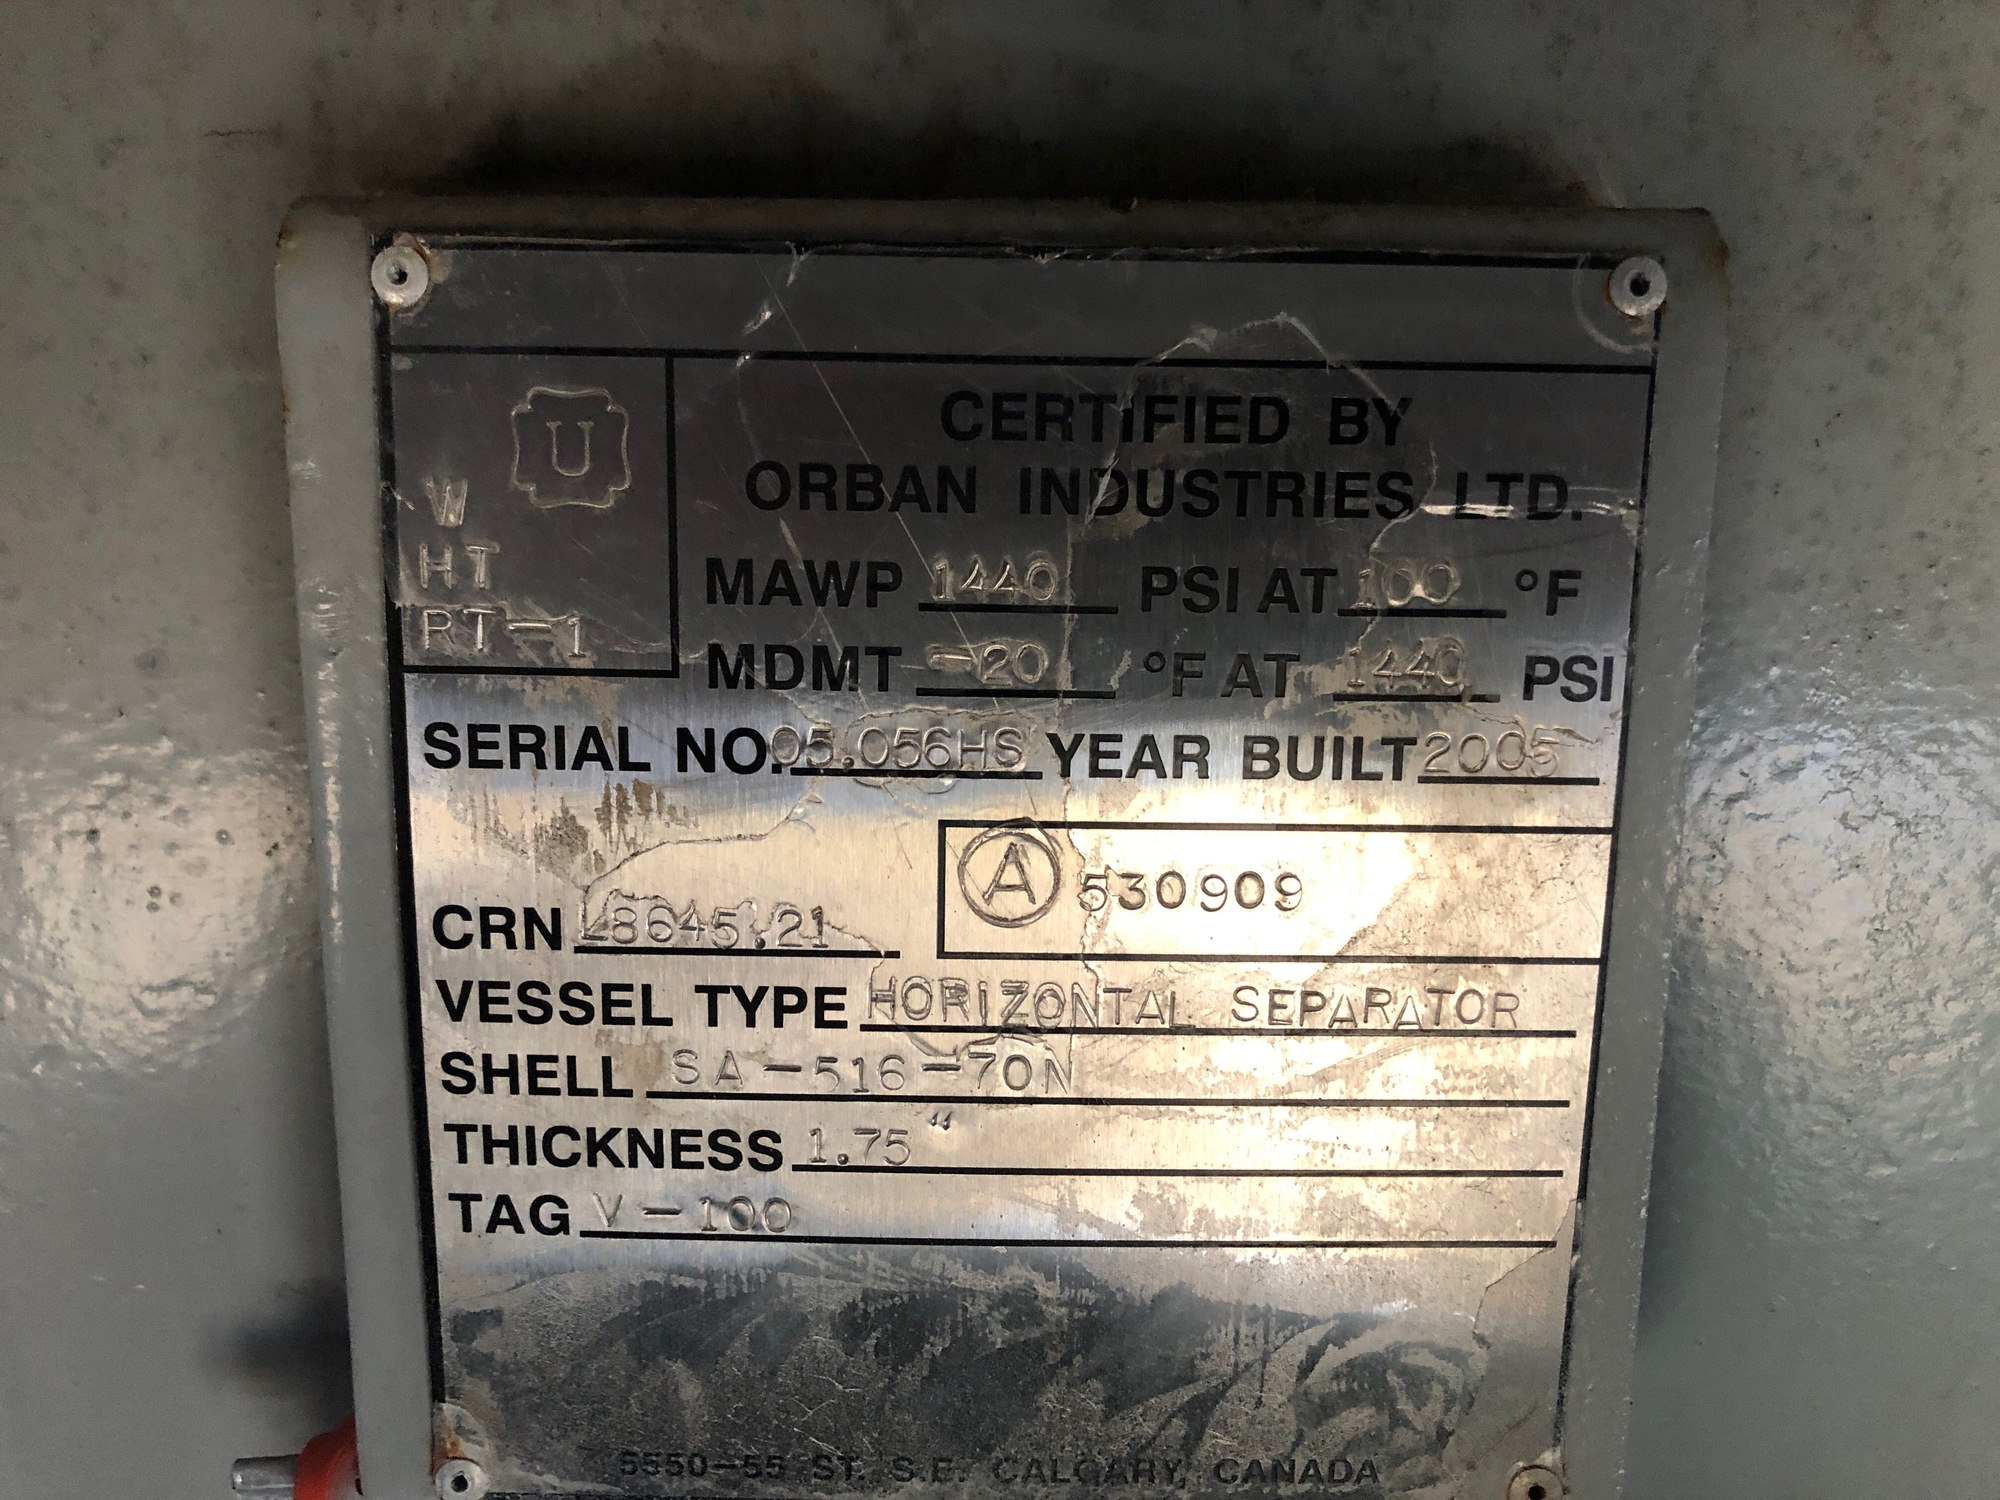 U
CERTIFIED BY
ORBAN INDUSTRIES LTD.
W
HT
RT-1
MAWP 1440 PSI AT 100 °F
MDMT -20 °F AT 1440 PSI
SERIAL NO. 05.056HS YEAR BUILT 2005
A 530909
CRN L8645.21
VESSEL TYPE HORIZONTAL SEPARATOR
SHELL SA-516-70N
THICKNESS 1.75"
TAG V-100
5550-55 ST. S.E. CALGARY, CANADA